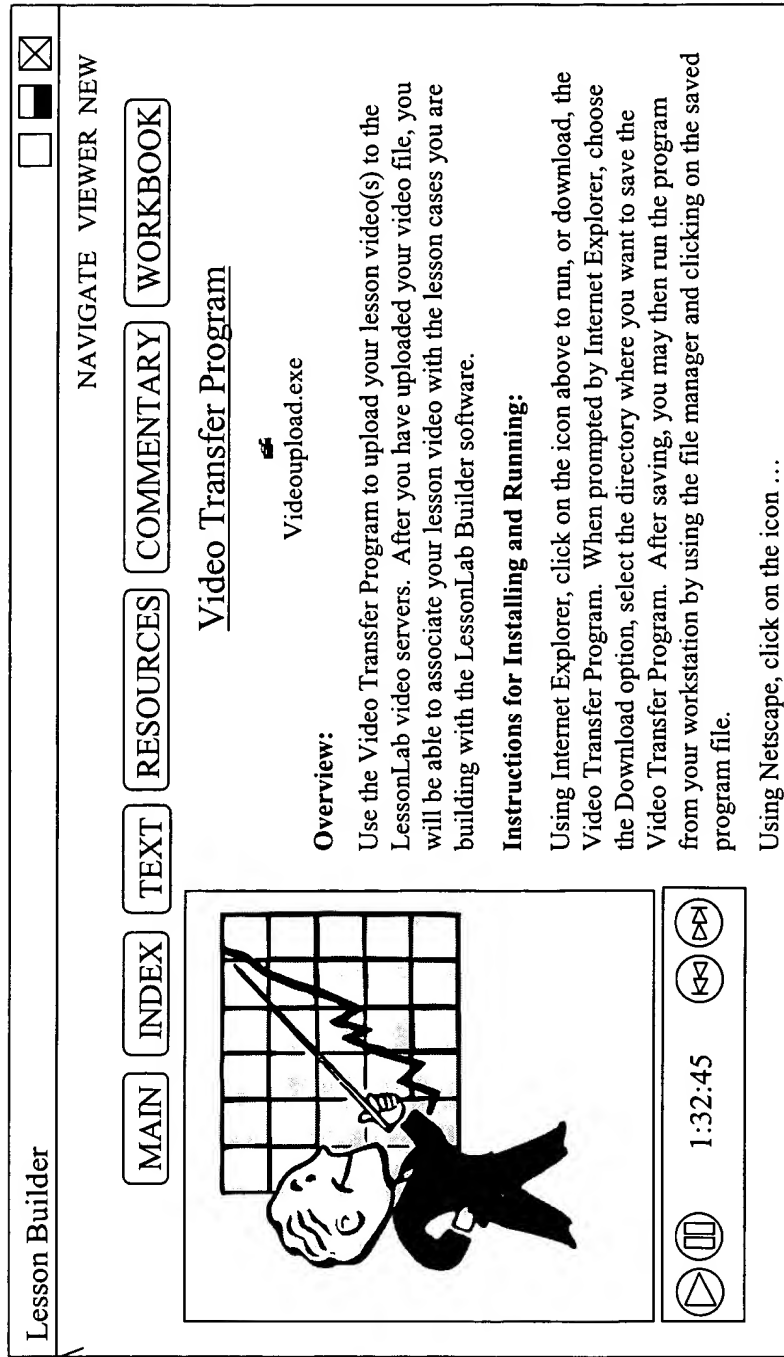 Lesson Builder
NAVIGATE VIEWER NEW
MAIN INDEX TEXT RESOURCES COMMENTARY WORKBOOK
Video Transfer Program
Videoupload.exe
Overview:
Use the Video Transfer Program to upload your lesson video(s) to the
LessonLab video servers. After you have uploaded your video file, you
will be able to associate your lesson video with the lesson cases you are
building with the LessonLab Builder software.
Instructions for Installing and Running:
Using Internet Explorer, click on the icon above to run, or download, the
Video Transfer Program. When prompted by Internet Explorer, choose
the Download option, select the directory where you want to save the
Video Transfer Program. After saving, you may then run the program
from your workstation by using the file manager and clicking on the saved
program file.
Using Netscape, click on the icon ...
1:32:45